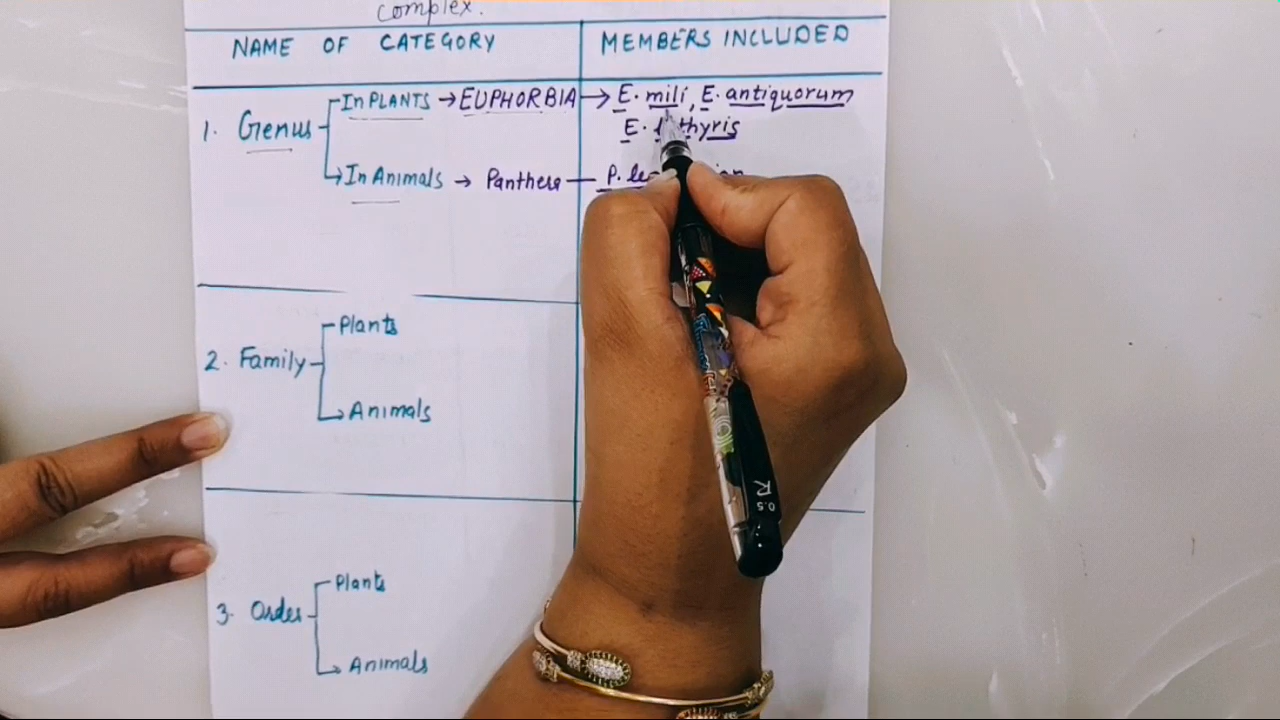 complex.
NAME OF CATEGORY MEMBERS INCLUDED
In PLANTS → EUPHORBIA → E. mili, E. antiquorum
1. Genus E.
In Animals → Panthera — P.
Plants
2. Family
Animals
Plants
3. Order
Animals
0.5 R